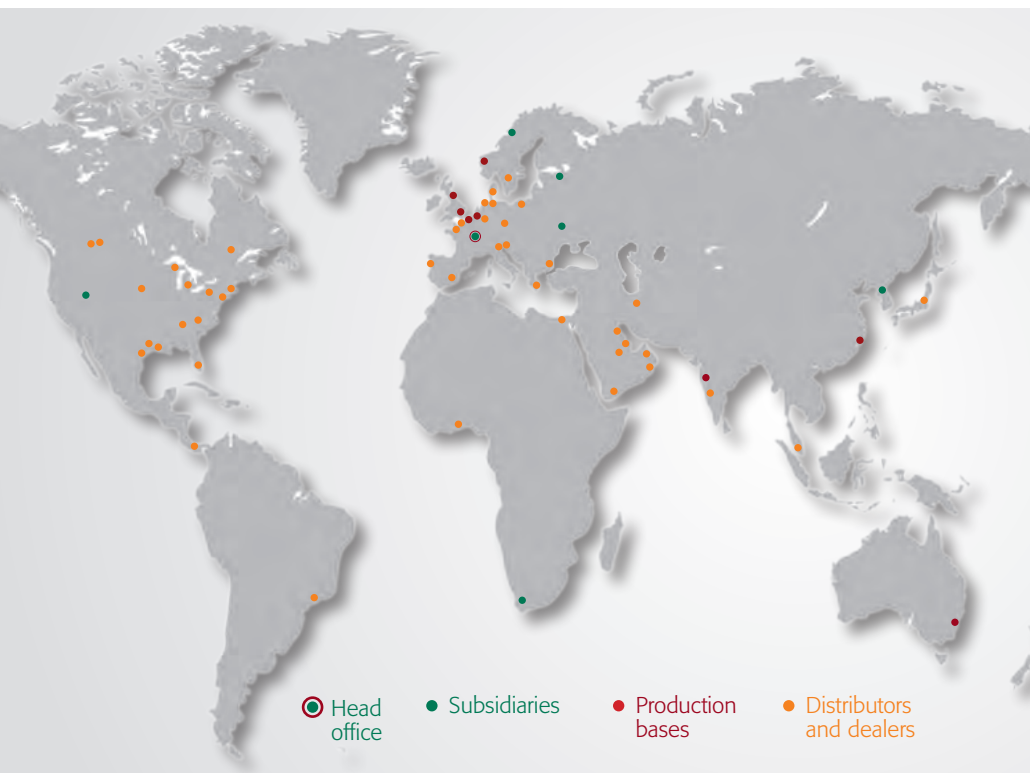 Head
office
Subsidiaries
Production
bases
Distributors
and dealers